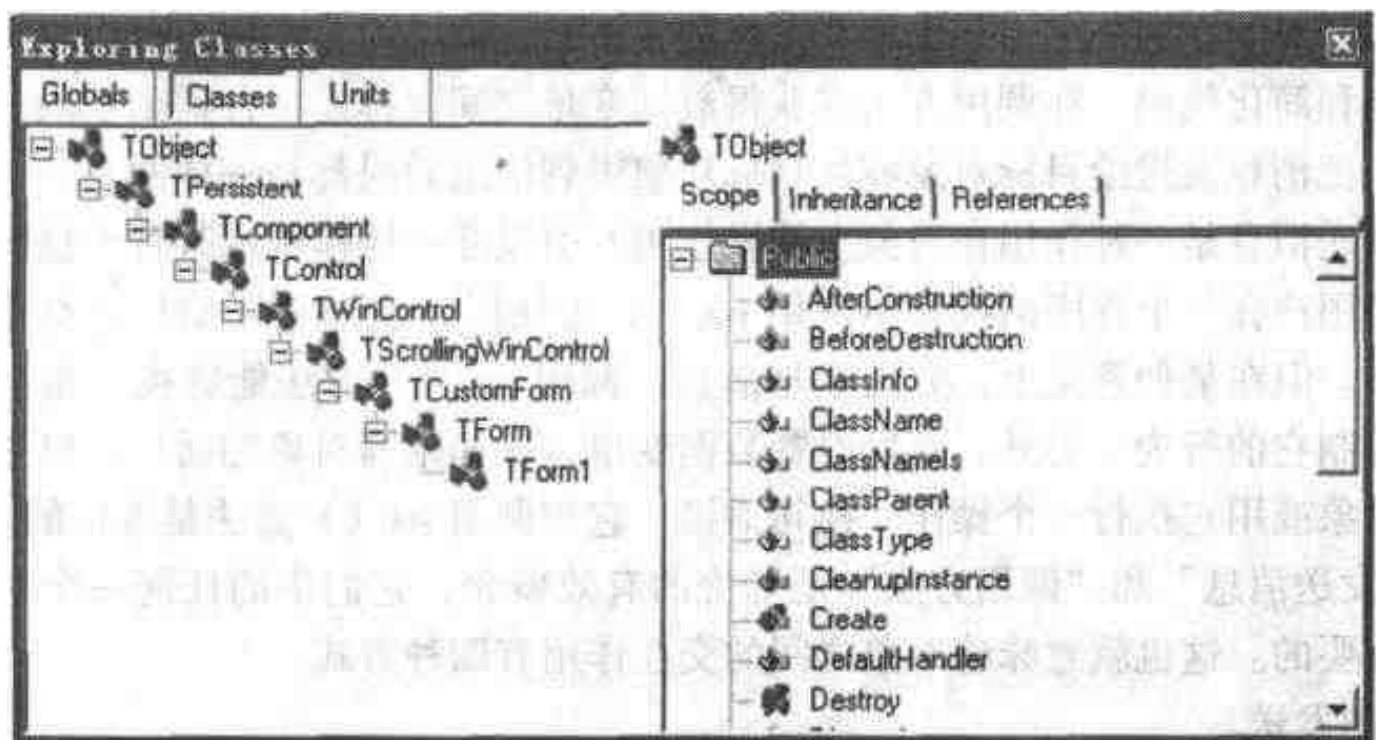 Exploring Classes
Globals Classes Units
TObject
TPersistent
TComponent
TControl
TWinControl
TScrollingWinControl
TCustomForm
TForm
TForm1
TObject
Scope Inheritance References
Public
AfterConstruction
BeforeDestruction
ClassInfo
ClassName
ClassNameIs
ClassParent
ClassType
CleanupInstance
Create
DefaultHandler
Destroy